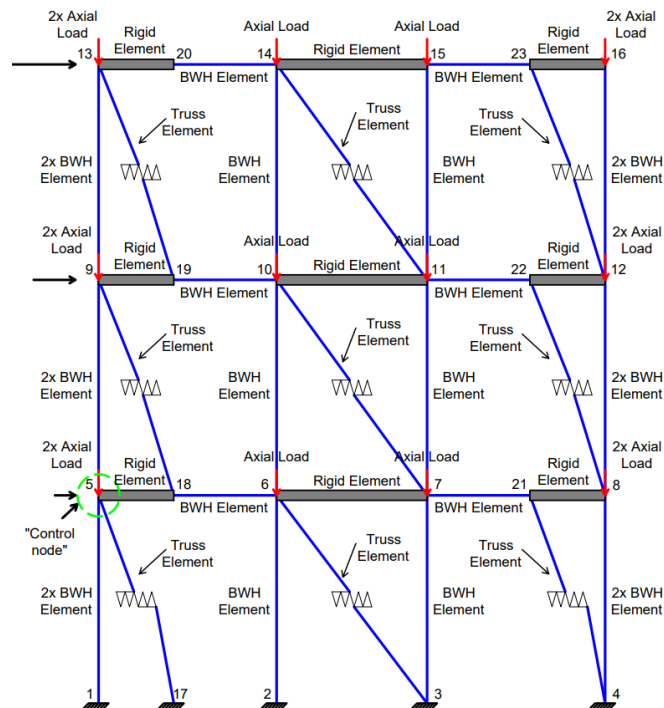 2x Axial
Load
Rigid
Element
Axial Load
Axial Load
2x Axial
Load
13
20
14
Rigid Element
15
23
Rigid
Element
16
BWH Element
BWH Element
Truss
Element
Truss
Element
Truss
Element
2x BWH
Element
BWH
Element
BWH
Element
2x BWH
Element
2x Axial
Load
Rigid
Element
Axial Load
Axial Load
2x Axial
Load
9
19
10
Rigid Element
11
22
Rigid
Element
12
BWH Element
BWH Element
Truss
Element
Truss
Element
Truss
Element
2x BWH
Element
BWH
Element
BWH
Element
2x BWH
Element
2x Axial
Load
Rigid
Element
Axial Load
Axial Load
2x Axial
Load
5
18
6
Rigid Element
7
21
Rigid
Element
8
BWH Element
BWH Element
"Control
node"
Truss
Element
Truss
Element
Truss
Element
2x BWH
Element
BWH
Element
BWH
Element
2x BWH
Element
1
17
2
3
4